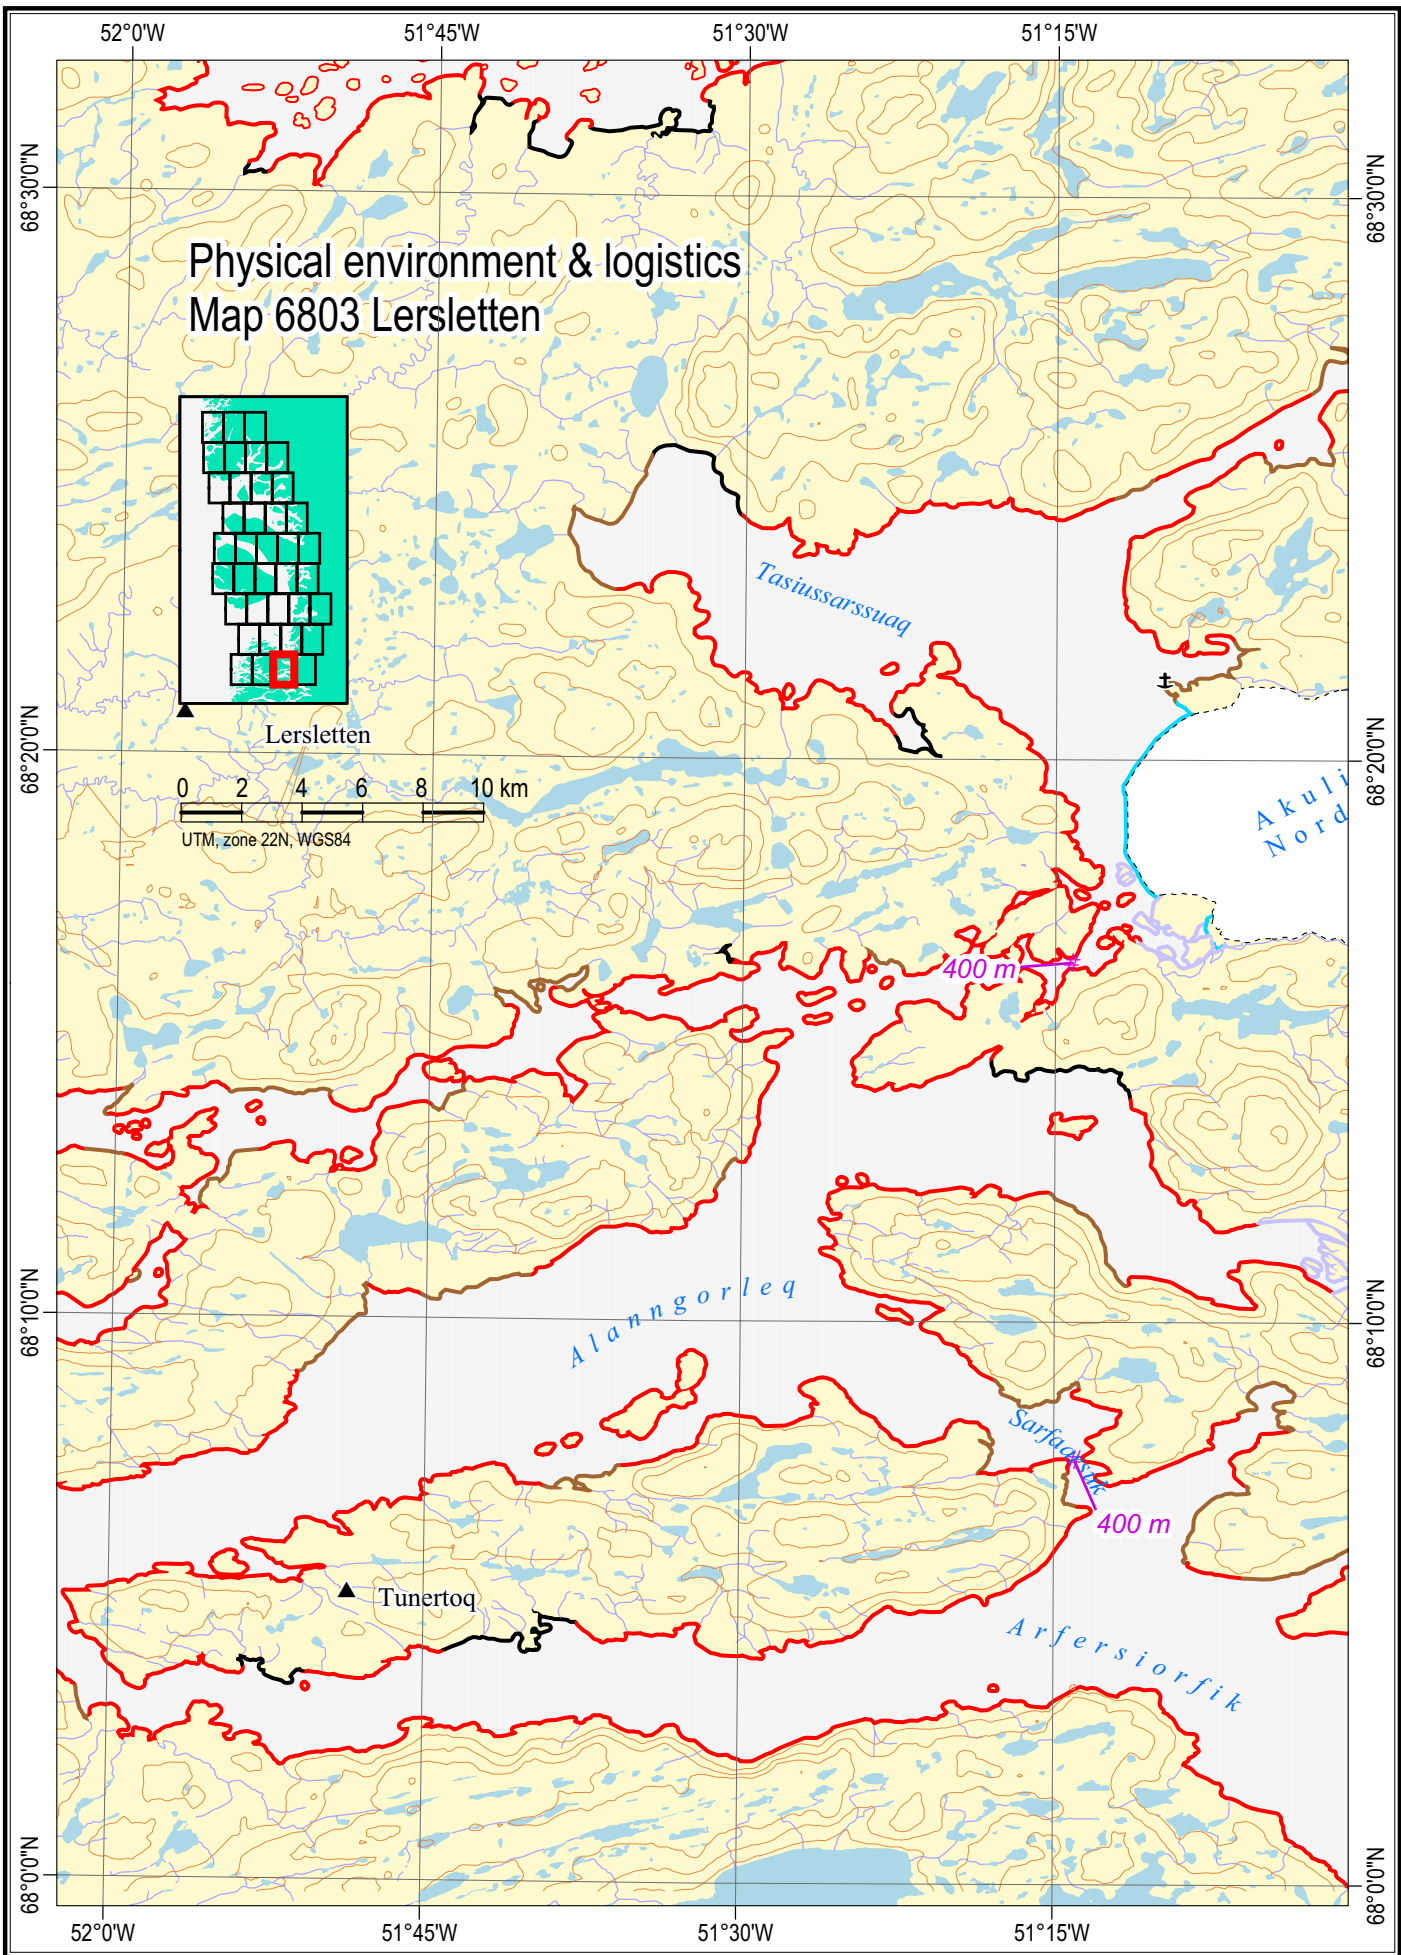 52°0'W 51°45'W 51°30'W 51°15'W
68°30'0"N
68°30'0"N
Physical environment & logistics
Map 6803 Lersletten
Tasiussarssuaq
Lersletten
68°20'0"N
68°20'0"N
0 2 4 6 8 10 km
UTM, zone 22N, WGS84
Akuli
Nord
400 m
Alanngorleq
68°10'0"N
68°10'0"N
400 m
Tunertoq
Arfersiorfik
68°0'0"N
68°0'0"N
52°0'W 51°45'W 51°30'W 51°15'W